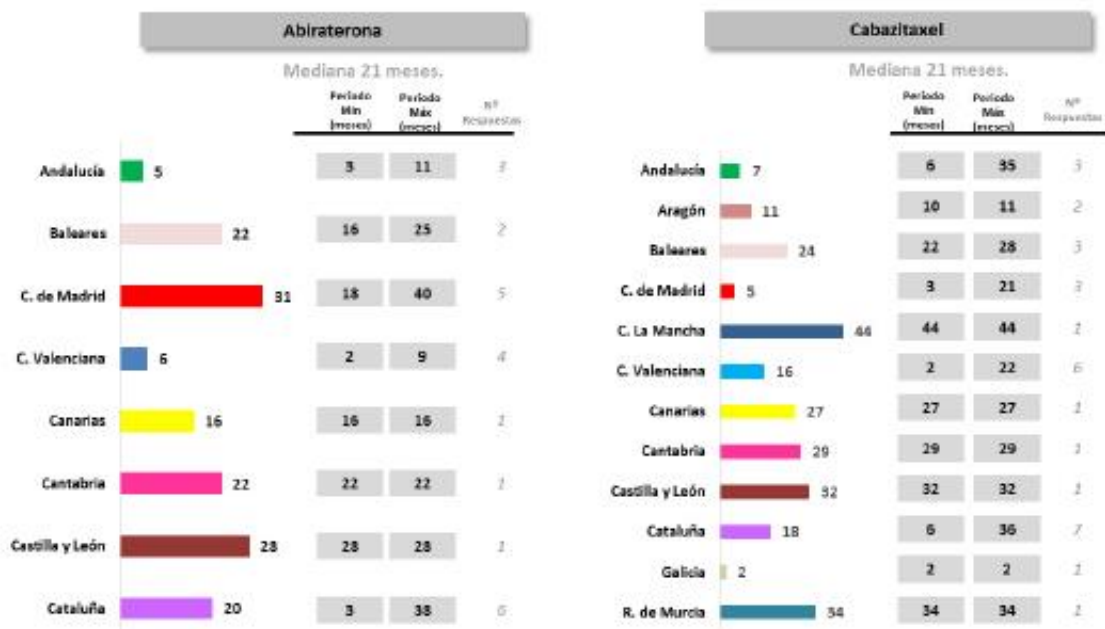 Abiraterona
Mediana 21 meses.
Período Min (meses) Período Máx (meses) Nº Respuestas
Andalucía 5 3 11 3
Baleares 22 16 25 2
C. de Madrid 31 18 40 5
C. Valenciana 6 2 9 4
Canarias 16 16 16 1
Cantabria 22 22 22 1
Castilla y León 28 28 28 1
Cataluña 20 3 38 6
Cabazitaxel
Mediana 21 meses.
Período Min (meses) Período Máx (meses) Nº Respuestas
Andalucía 7 6 35 3
Aragón 11 10 11 2
Baleares 24 22 28 3
C. de Madrid 5 3 21 3
C. La Mancha 44 44 44 1
C. Valenciana 16 2 22 6
Canarias 27 27 27 1
Cantabria 29 29 29 1
Castilla y León 32 32 32 1
Cataluña 18 6 36 7
Galicia 2 2 2 1
R. de Murcia 34 34 34 1